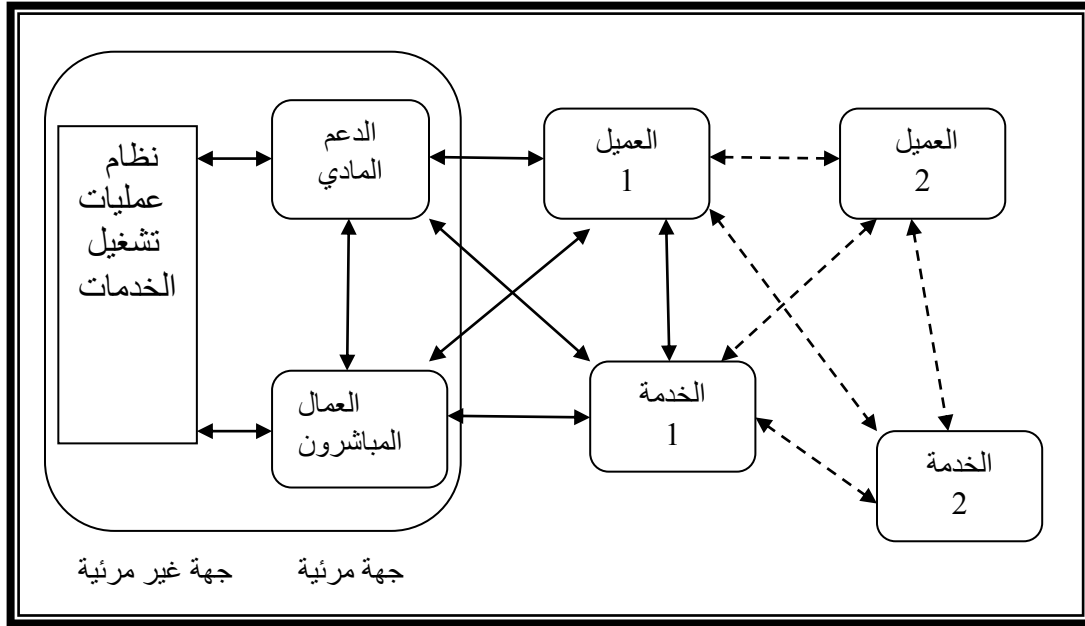 نظام
عمليات
تشغيل
الخدمات
الدعم
المادي
العميل
1
العميل
2
العمال
المباشرون
الخدمة
1
الخدمة
2
جهة مرئية
جهة غير مرئية